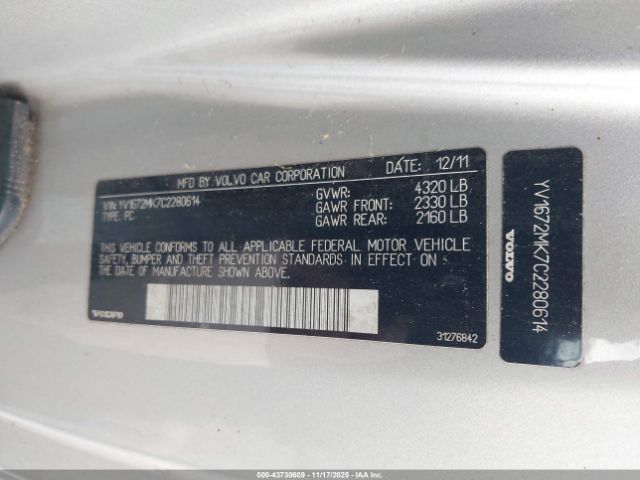 MFD BY VOLVO CAR CORPORATION DATE: 12/11
VIN: YV1672MK7C2280614 GVWR: 4320 LB
TYPE: PC GAWR FRONT: 2330 LB
GAWR REAR: 2160 LB
THIS VEHICLE CONFORMS TO ALL APPLICABLE FEDERAL MOTOR VEHICLE
SAFETY, BUMPER AND THEFT PREVENTION STANDARDS IN EFFECT ON
THE DATE OF MANUFACTURE SHOWN ABOVE.
VOLVO
31276842
YV1672MK7C2280614
VOLVO
000-43730609 - 11/17/2025 - IAAI.COM